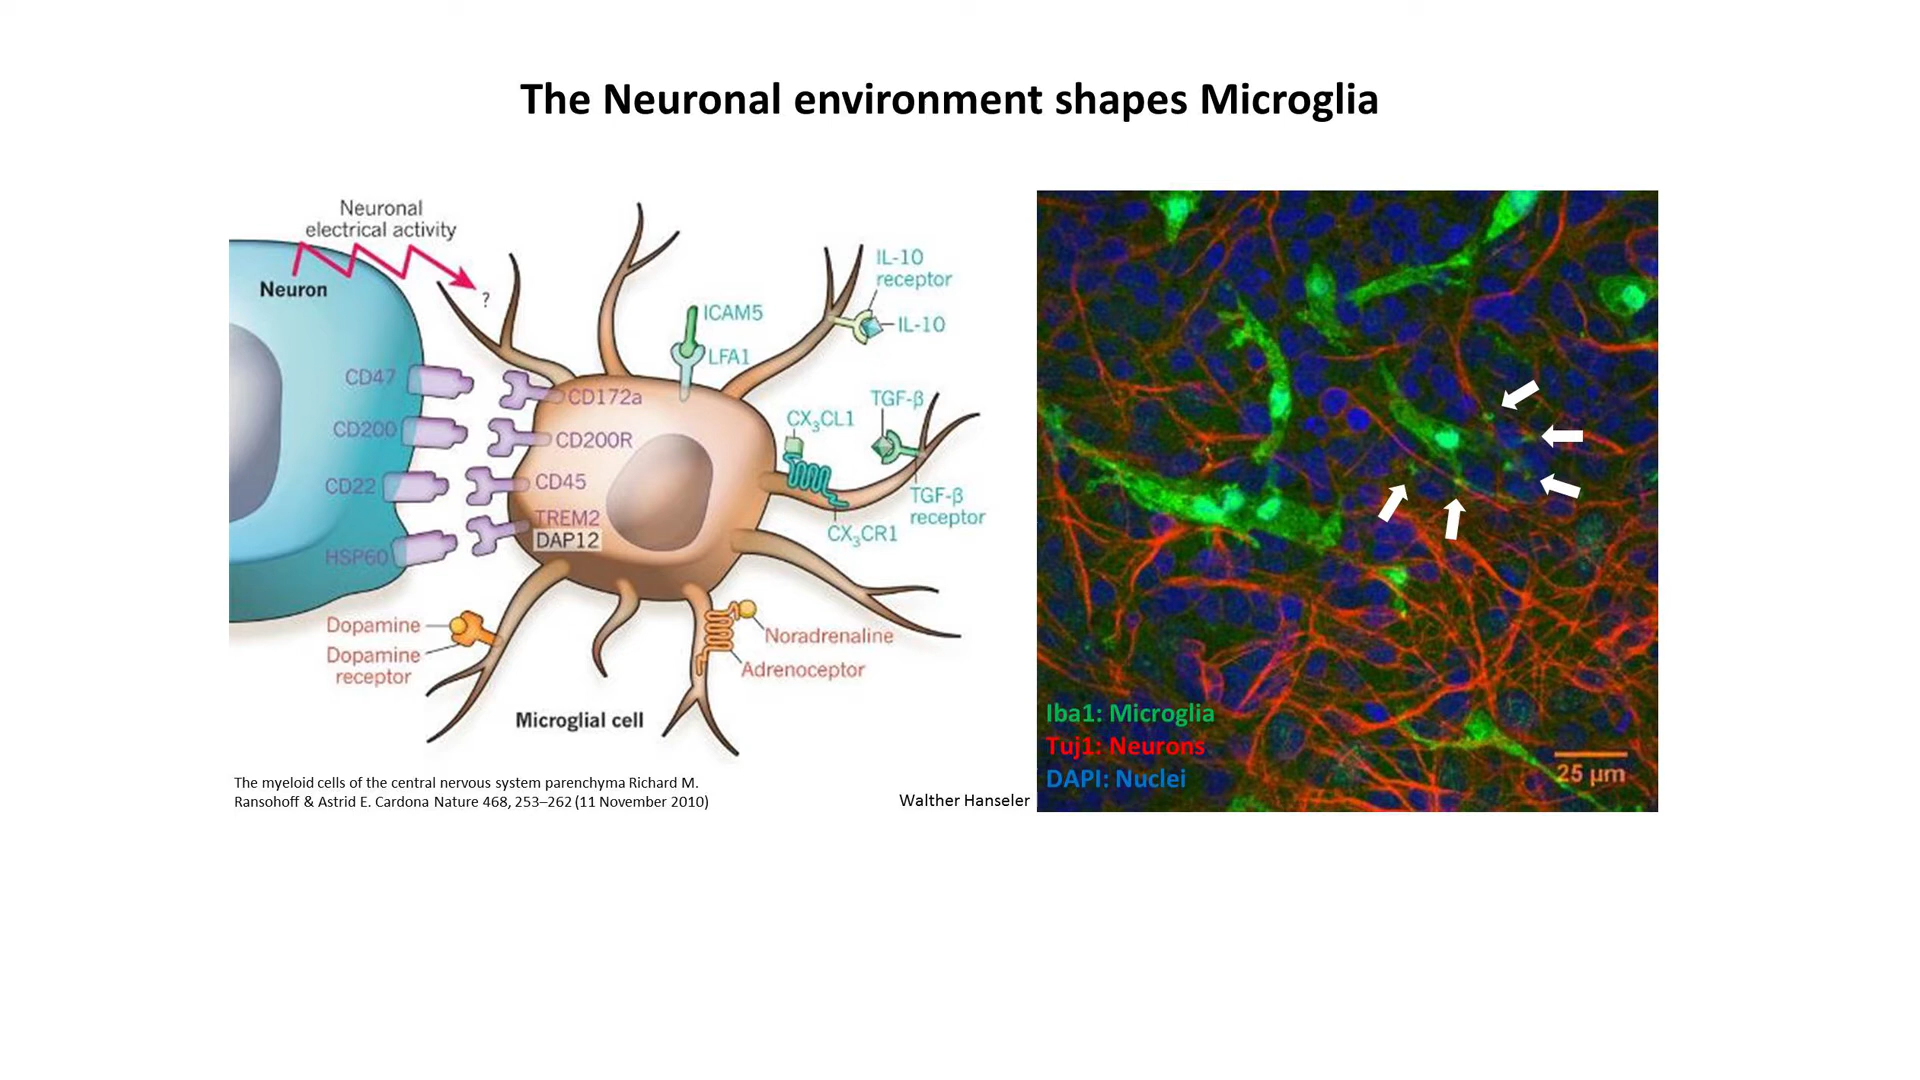 The Neuronal environment shapes Microglia
Neuronal
electrical activity
Neuron
?
IL-10
receptor
IL-10
ICAM5
LFA1
CD47
CD172a
TGF-β
CX₃CL1
CD200
CD200R
CD22
CD45
TGF-β
receptor
TREM2
DAP12
CX₃CR1
HSP60
Dopamine
Dopamine
receptor
Noradrenaline
Adrenoceptor
Microglial cell
The myeloid cells of the central nervous system parenchyma Richard M.
Ransohoff & Astrid E. Cardona Nature 468, 253–262 (11 November 2010)
Walther Hanseler
Iba1: Microglia
Tuj1: Neurons
DAPI: Nuclei
25 µm